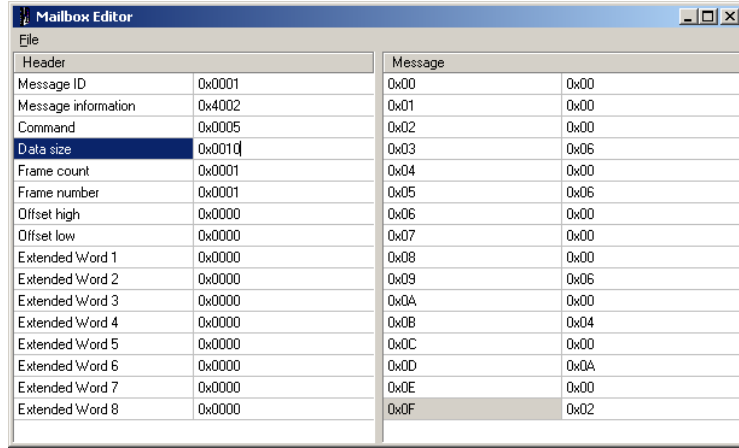 Mailbox Editor
File
Header Message
Message ID 0x0001 0x00 0x00
Message information 0x4002 0x01 0x00
Command 0x0005 0x02 0x00
Data size 0x0010 0x03 0x06
Frame count 0x0001 0x04 0x00
Frame number 0x0001 0x05 0x06
Offset high 0x0000 0x06 0x00
Offset low 0x0000 0x07 0x00
Extended Word 1 0x0000 0x08 0x00
Extended Word 2 0x0000 0x09 0x06
Extended Word 3 0x0000 0x0A 0x00
Extended Word 4 0x0000 0x0B 0x04
Extended Word 5 0x0000 0x0C 0x00
Extended Word 6 0x0000 0x0D 0x0A
Extended Word 7 0x0000 0x0E 0x00
Extended Word 8 0x0000 0x0F 0x02